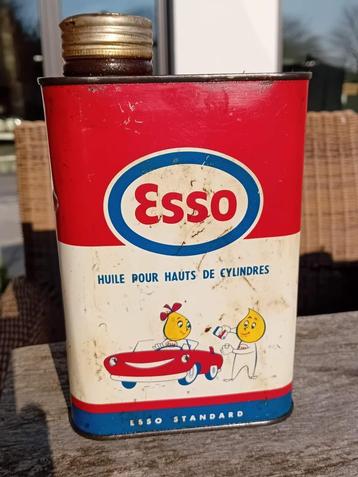 Esso
HUILE POUR HAUTS DE CYLINDRES
ESSO STANDARD